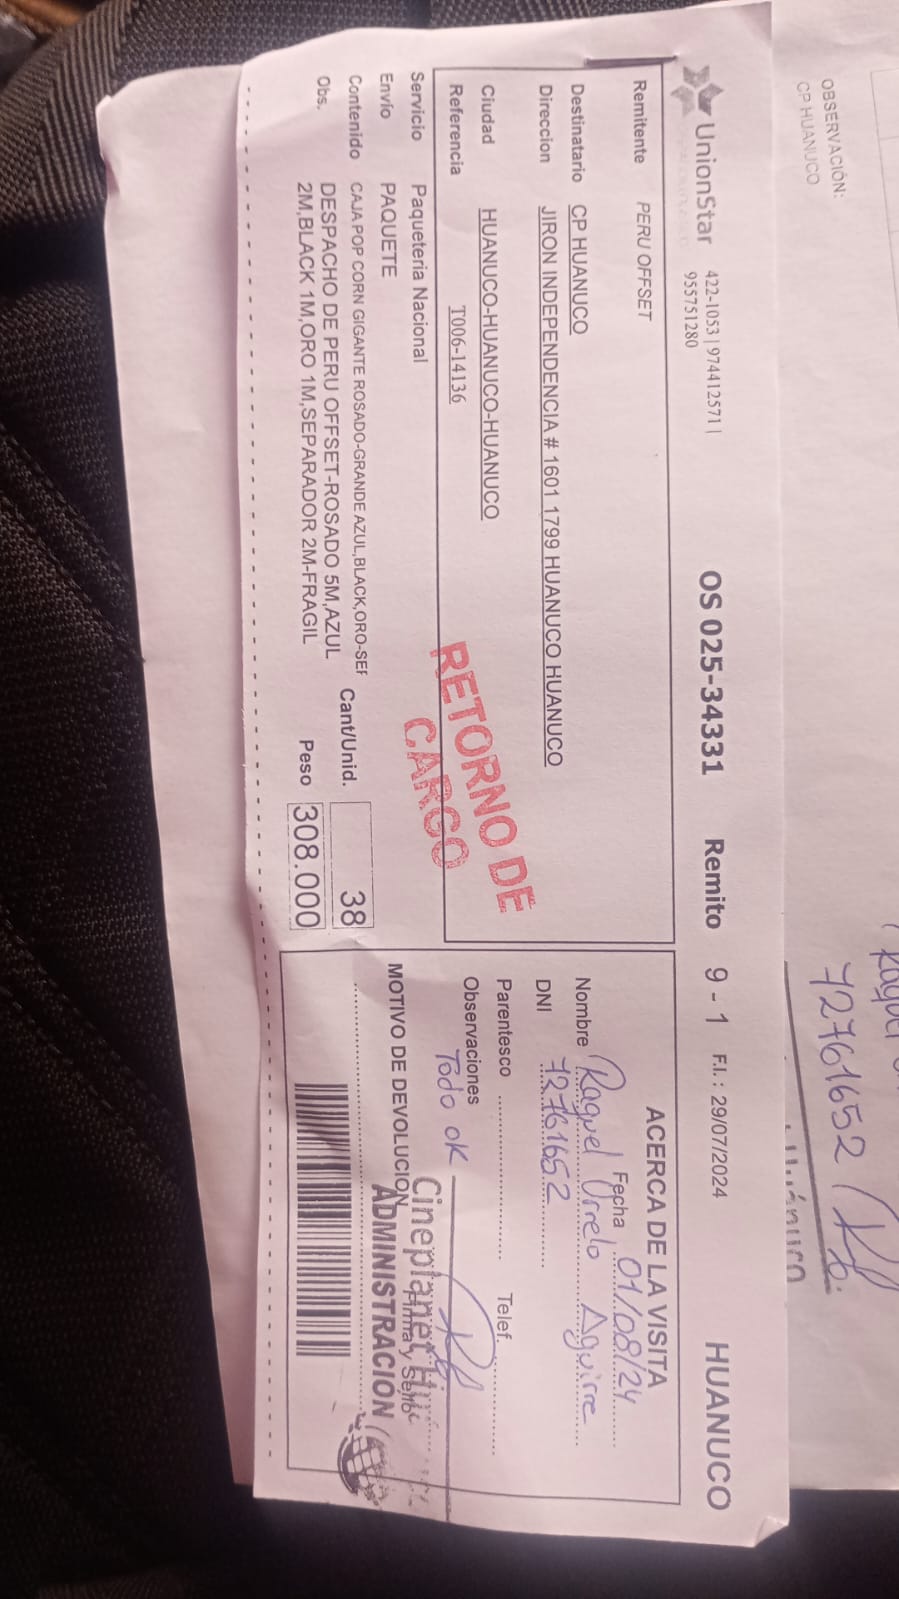 OBSERVACIÓN:
CP HUANUCO
72761652
UnionStar
422-1053 | 974412571 |
955751280
OS 025-34331 Remito 9 - 1 F.I.: 29/07/2024 HUANUCO
Remitente PERU OFFSET
Destinatario CP HUANUCO
Direccion JIRON INDEPENDENCIA # 1601 1799 HUANUCO HUANUCO
Ciudad HUANUCO-HUANUCO-HUANUCO
Referencia T006-14136
Servicio Paqueteria Nacional
Envío PAQUETE
Contenido CAJA POP CORN GIGANTE ROSADO-GRANDE AZUL,BLACK,ORO-SEF
Obs. DESPACHO DE PERU OFFSET-ROSADO 5M,AZUL
2M,BLACK 1M,ORO 1M,SEPARADOR 2M-FRAGIL
Cant/Unid. 38
Peso 308.000
RETORNO DE
CARGO
ACERCA DE LA VISITA
Fecha 01/08/24
Nombre Raquel Urrelo Aguirre
DNI 72761652
Parentesco Telef.
Observaciones
Todo OK
Cineplanet
Firma y Sello
MOTIVO DE DEVOLUCION
ADMINISTRACION